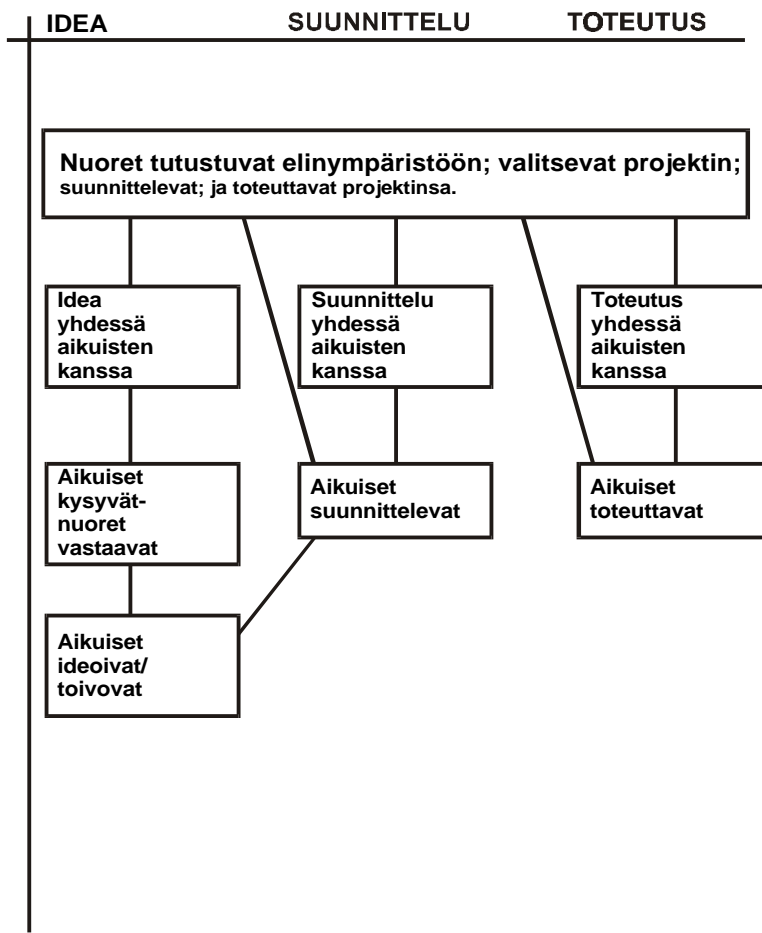 IDEA SUUNNITTELU TOTEUTUS
Nuoret tutustuvat elinympäristöön; valitsevat projektin;
suunnittelevat; ja toteuttavat projektinsa.
Idea
yhdessä
aikuisten
kanssa
Suunnittelu
yhdessä
aikuisten
kanssa
Toteutus
yhdessä
aikuisten
kanssa
Aikuiset
kysyvät-
nuoret
vastaavat
Aikuiset
suunnittelevat
Aikuiset
toteuttavat
Aikuiset
ideoivat/
toivovat